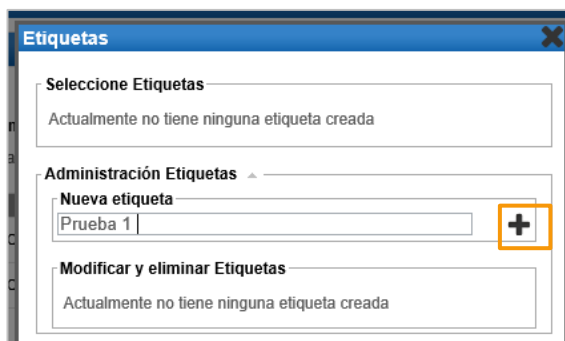 Etiquetas
Seleccione Etiquetas
Actualmente no tiene ninguna etiqueta creada
Administración Etiquetas
Nueva etiqueta
Prueba 1
Modificar y eliminar Etiquetas
Actualmente no tiene ninguna etiqueta creada